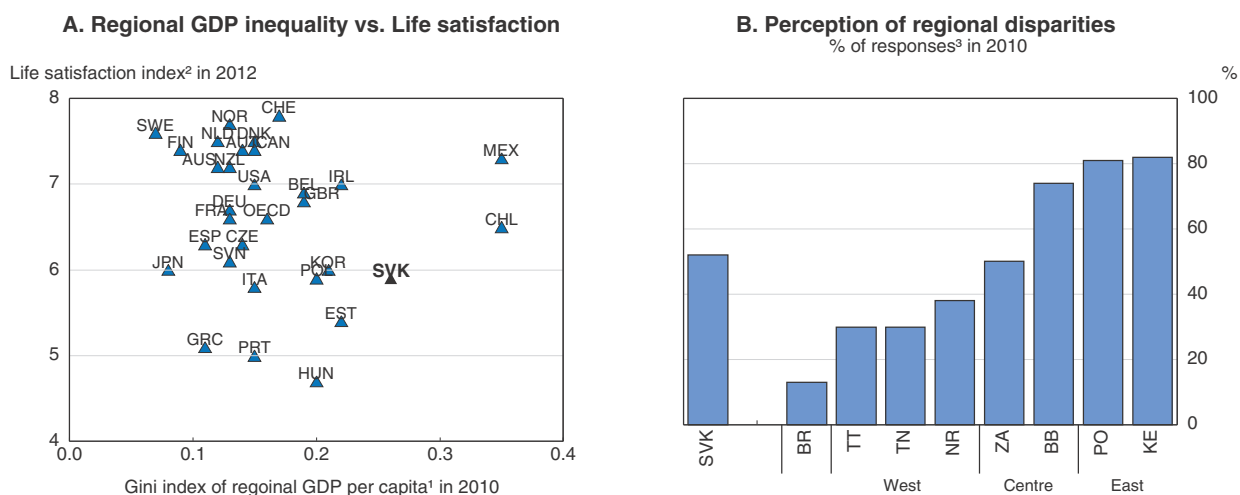 A. Regional GDP inequality vs. Life satisfaction
Life satisfaction index² in 2012
8
7
6
5
4
CHE
NOR
SWE
NLD DNK
FIN
AUT CAN
AUS NZL
MEX
USA
IRL
BEL
GBR
DEU
FRA
OECD
CHL
ESP CZE
SVN
JPN
KOR
POL
SVK
ITA
EST
GRC
PRT
HUN
0.0
0.1
0.2
0.3
0.4
Gini index of regoinal GDP per capita¹ in 2010
B. Perception of regional disparities
% of responses³ in 2010
%
100
80
60
40
20
0
SVK
BR
TT
TN
NR
ZA
BB
PO
KE
West
Centre
East